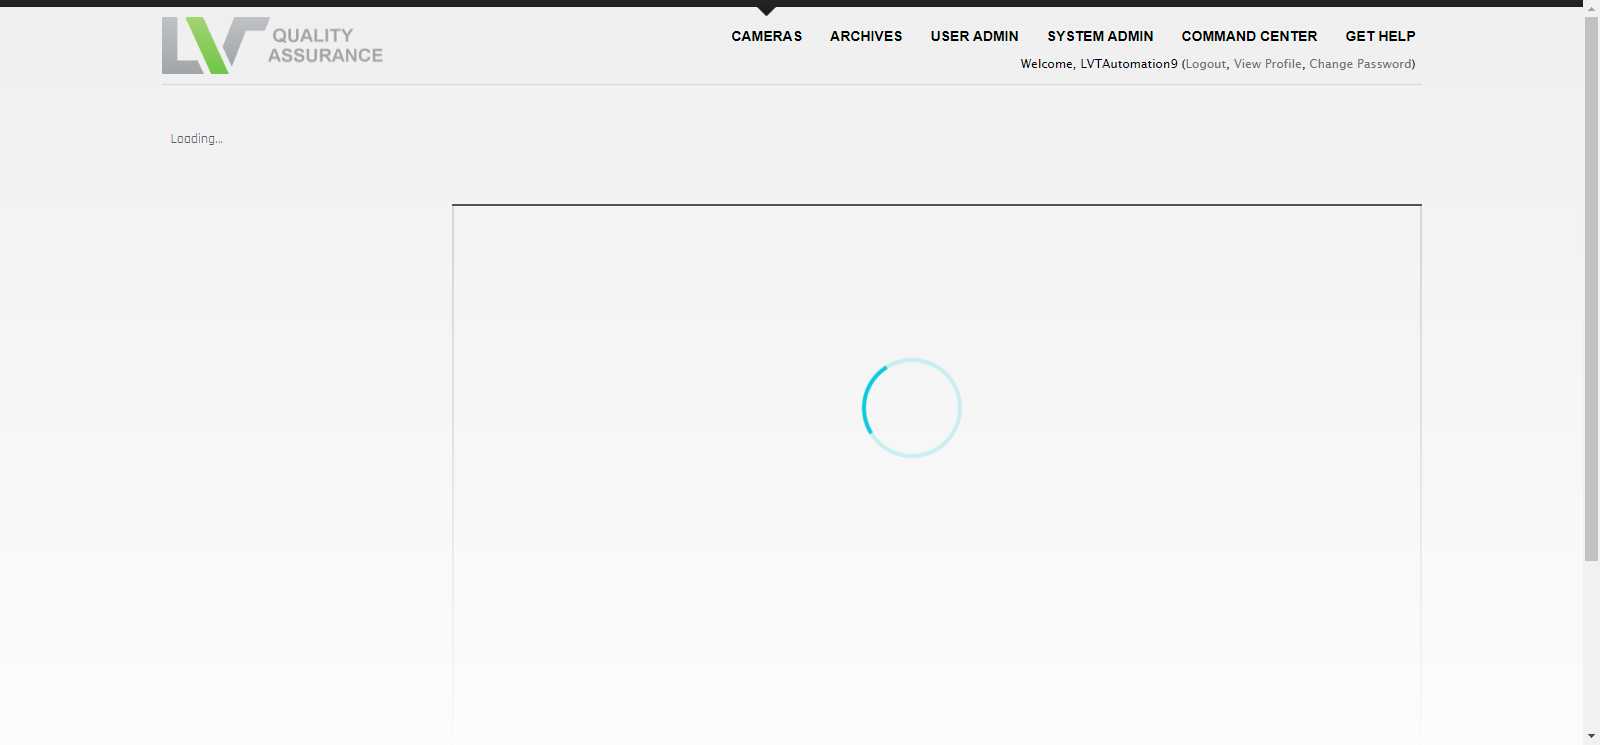 LVT QUALITY ASSURANCE
CAMERAS ARCHIVES USER ADMIN SYSTEM ADMIN COMMAND CENTER GET HELP
Welcome, LVTAutomation9 (Logout, View Profile, Change Password)
Loading...